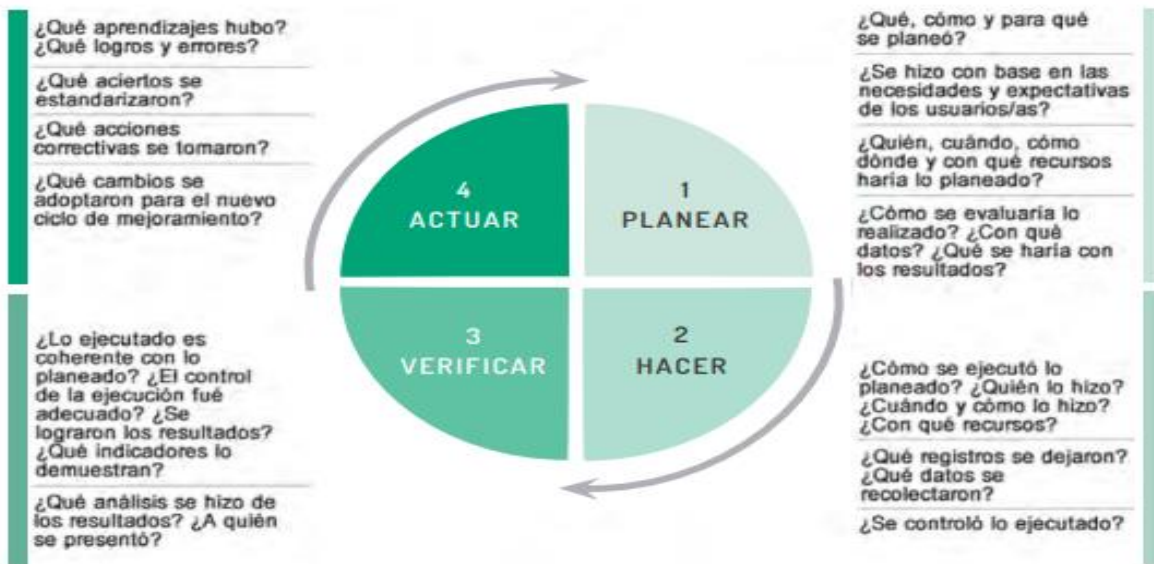 ¿Qué aprendizajes hubo?
¿Qué logros y errores?
¿Qué aciertos se
estandarizaron?
¿Qué acciones
correctivas se tomaron?
¿Qué cambios se
adoptaron para el nuevo
ciclo de mejoramiento?
4
ACTUAR
1
PLANEAR
¿Qué, cómo y para qué
se planeó?
¿Se hizo con base en las
necesidades y expectativas
de los usuarios/as?
¿Quién, cuándo, cómo
dónde y con qué recursos
haría lo planeado?
¿Cómo se evaluaría lo
realizado? ¿Con qué
datos? ¿Qué se haría con
los resultados?
¿Lo ejecutado es
coherente con lo
planeado? ¿El control
de la ejecución fué
adecuado? ¿Se
lograron los resultados?
¿Qué indicadores lo
demuestran?
¿Qué análisis se hizo de
los resultados? ¿A quién
se presentó?
3
VERIFICAR
2
HACER
¿Cómo se ejecutó lo
planeado? ¿Quién lo hizo?
¿Cuándo y cómo lo hizo?
¿Con qué recursos?
¿Qué registros se dejaron?
¿Qué datos se
recolectaron?
¿Se controló lo ejecutado?